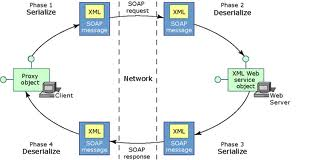 Phase 1
Serialize
SOAP
request
Phase 2
Deserialize
XML
SOAP
message
XML
SOAP
message
Proxy
object
Client
Network
XML Web
service
object
Web
Server
XML
SOAP
message
XML
SOAP
message
Phase 4
Deserialize
SOAP
response
Phase 3
Serialize